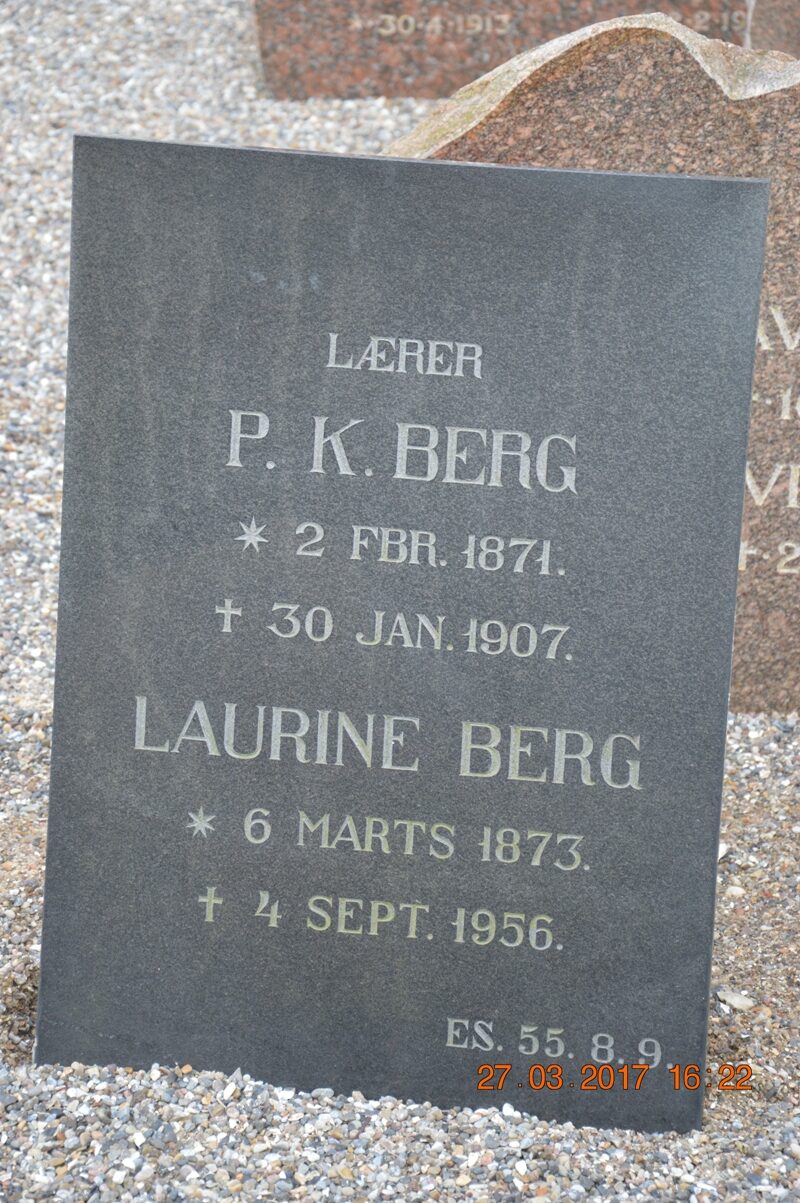 * 30·4·1913
LÆRER
P. K. BERG
* 2 FBR. 1871.
† 30 JAN. 1907.
LAURINE BERG
* 6 MARTS 1873.
† 4 SEPT. 1956.
ES. 55. 8. 9
27.03.2017 16:22